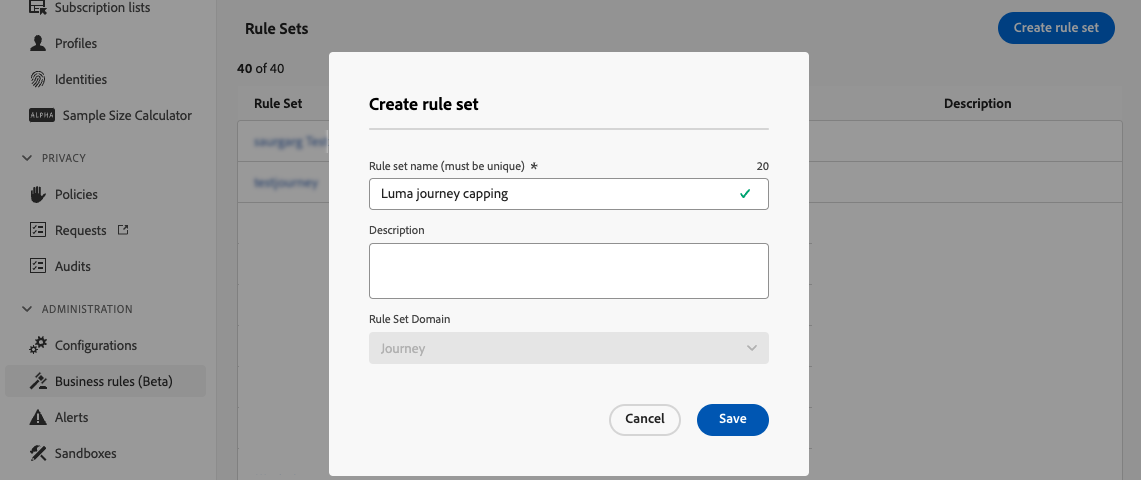 Subscription lists
Profiles
Identities
ALPHA Sample Size Calculator
PRIVACY
Policies
Requests
Audits
ADMINISTRATION
Configurations
Business rules (Beta)
Alerts
Sandboxes
Rule Sets
Create rule set
40 of 40
Rule Set
Description
testjourney
Create rule set
Rule set name (must be unique) *
20
Luma journey capping
Description
Rule Set Domain
Journey
Cancel
Save